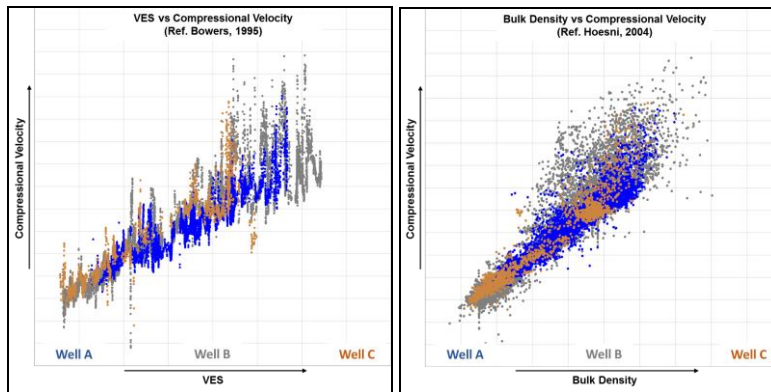 VES vs Compressional Velocity
(Ref. Bowers, 1995)
Compressional Velocity
Well A
Well B
Well C
VES
Bulk Density vs Compressional Velocity
(Ref. Hoesni, 2004)
Compressional Velocity
Well A
Well B
Well C
Bulk Density